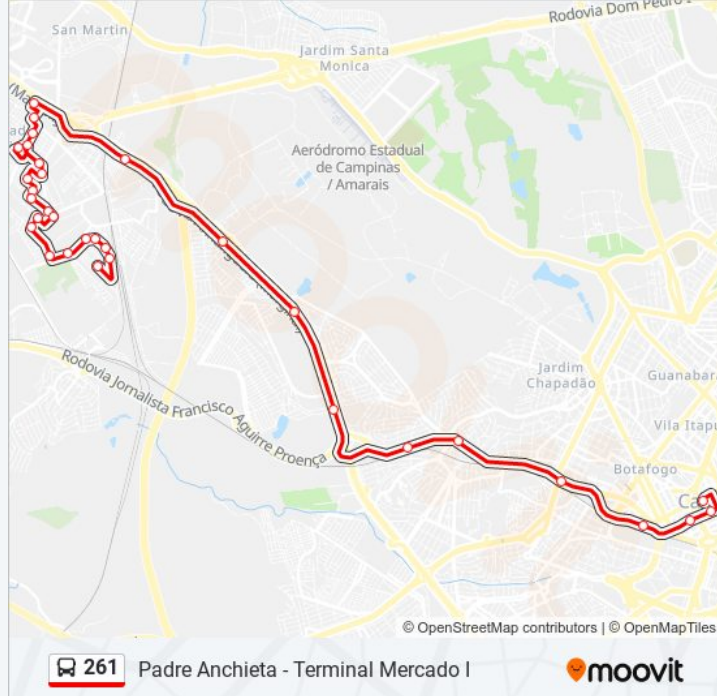 Rodovia Dom Pedro
San Martin
Jardim Santa
Monica
Aeródromo Estadual
de Campinas
/ Amarais
Rodovia Jornalista Francisco Aguirre Proença
Jardim
Chapadão
Guanabara
Vila Itapu
Botafogo
Ca
© OpenStreetMap contributors | © OpenMapTiles
261 Padre Anchieta - Terminal Mercado I
moovit